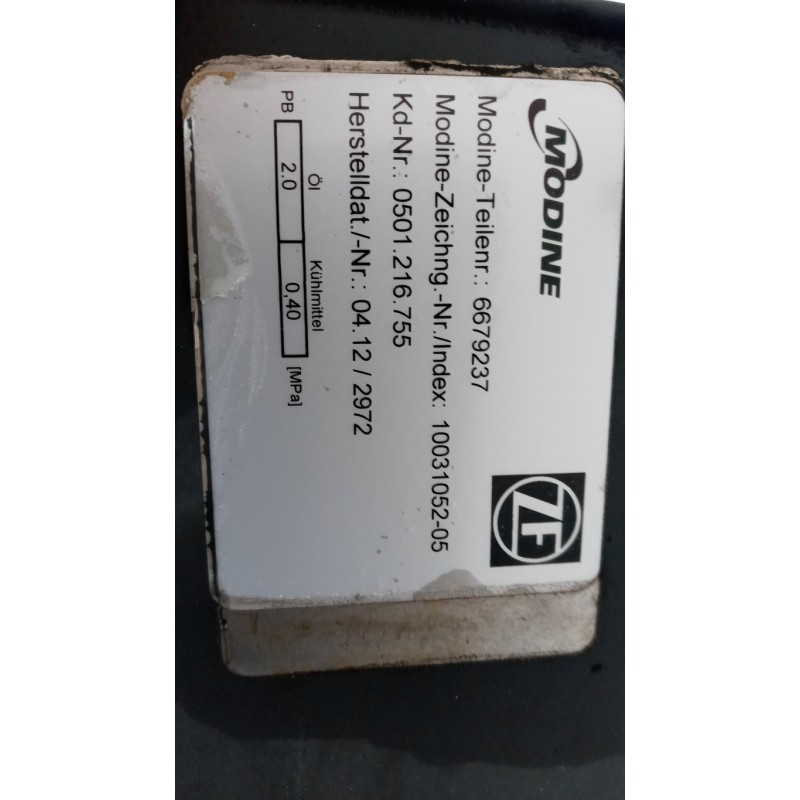 MODINE
ZF
Modine-Teilenr.: 6679237
Modine-Zeichng.-Nr./Index: 10031052-05
Kd-Nr.: 0501.216.755
Herstelldat./-Nr.: 04.12 / 2972
Öl Kühlmittel
PB 2.0 0,40 [MPa]